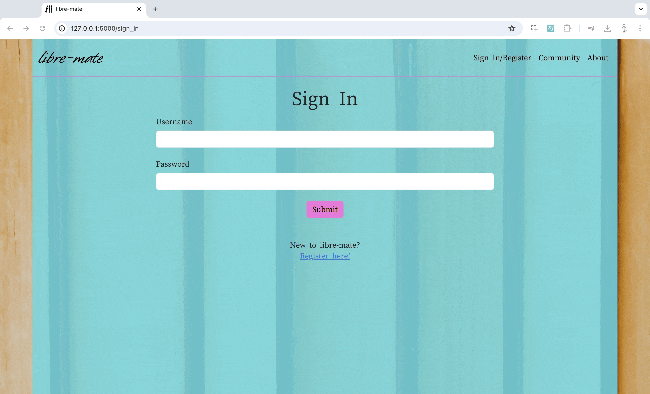 libre-mate
127.0.0.1:5000/sign_in
libre-mate
Sign In/Register Community About
Sign In
Username
Password
Submit
New to Libre-mate?
Register here!